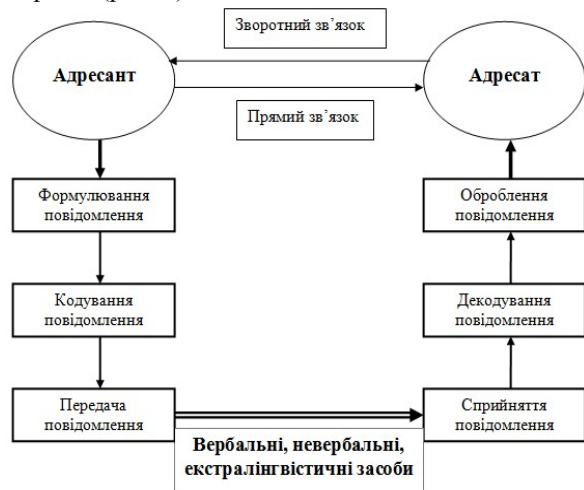 Зворотний зв’язок
Адресант
Адресат
Прямий зв’язок
Формулювання
повідомлення
Оброблення
повідомлення
Кодування
повідомлення
Декодування
повідомлення
Передача
повідомлення
Сприйняття
повідомлення
Вербальні, невербальні,
екстралінгвістичні засоби